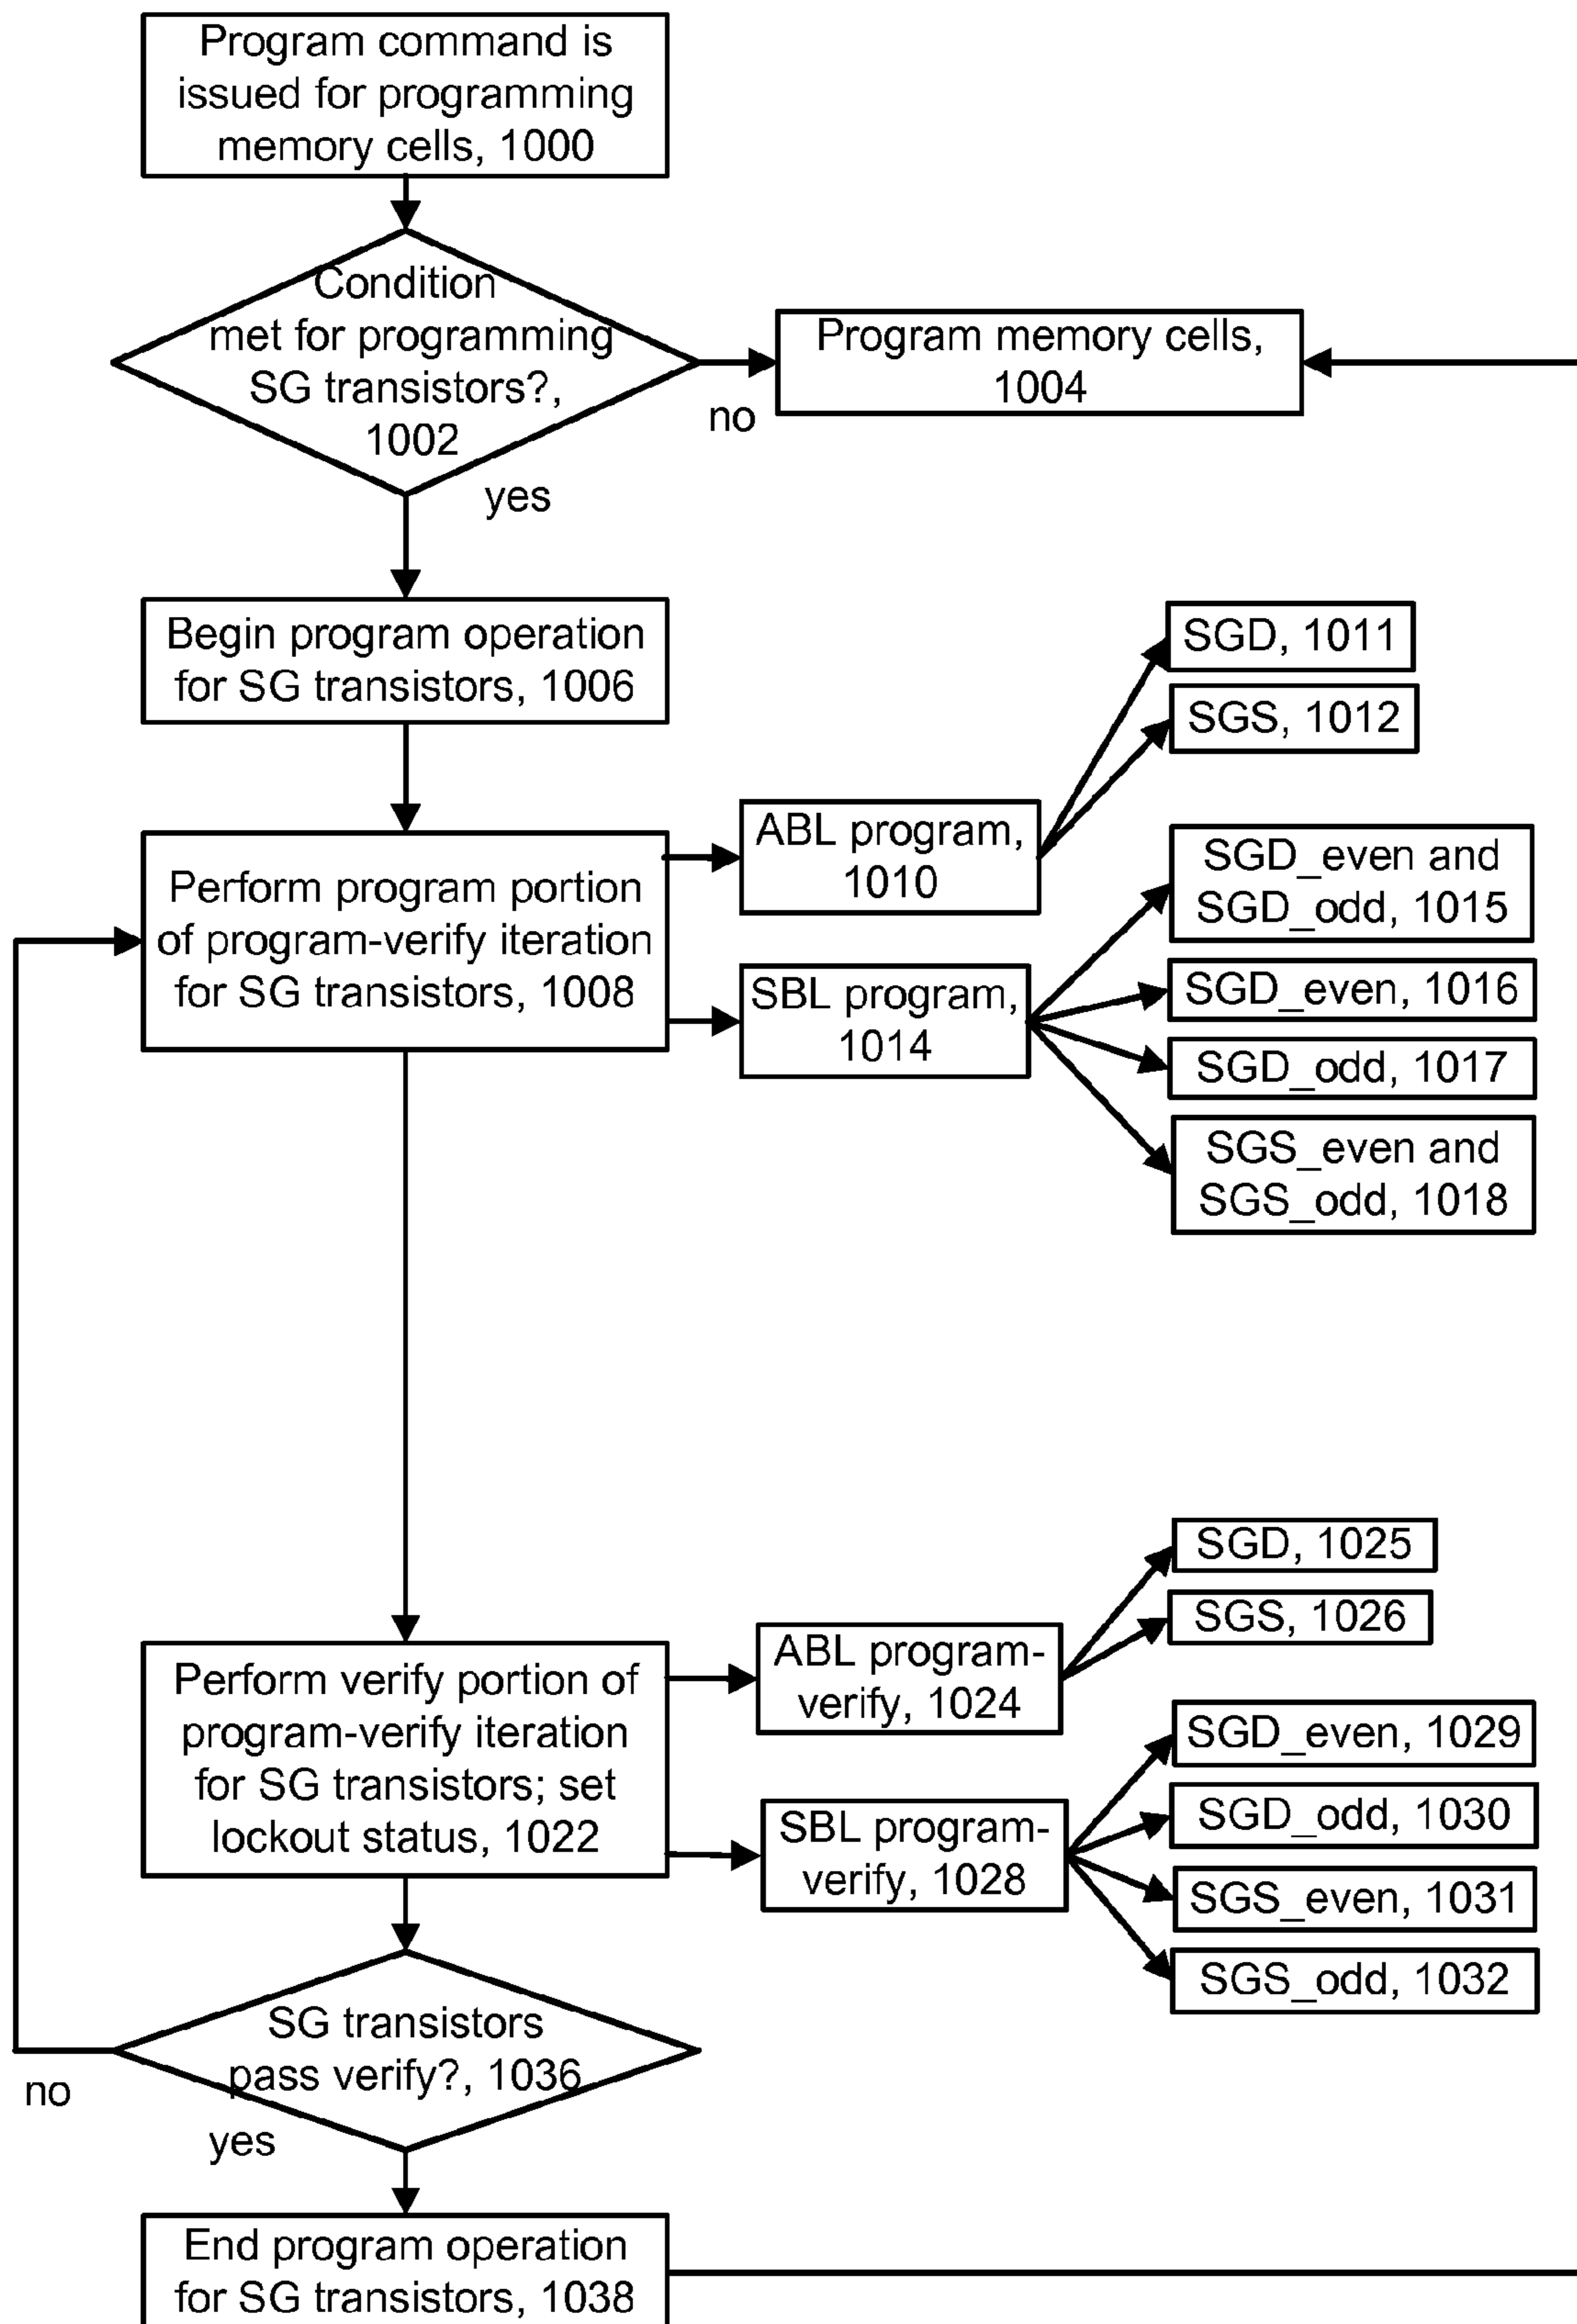 Program command is
issued for programming
memory cells, 1000
Condition
met for programming
SG transistors?,
1002
no
yes
Program memory cells,
1004
Begin program operation
for SG transistors, 1006
Perform program portion
of program-verify iteration
for SG transistors, 1008
ABL program,
1010
SGD, 1011
SGS, 1012
SBL program,
1014
SGD_even and
SGD_odd, 1015
SGD_even, 1016
SGD_odd, 1017
SGS_even and
SGS_odd, 1018
Perform verify portion of
program-verify iteration
for SG transistors; set
lockout status, 1022
ABL program-
verify, 1024
SGD, 1025
SGS, 1026
SBL program-
verify, 1028
SGD_even, 1029
SGD_odd, 1030
SGS_even, 1031
SGS_odd, 1032
SG transistors
pass verify?, 1036
no
yes
End program operation
for SG transistors, 1038